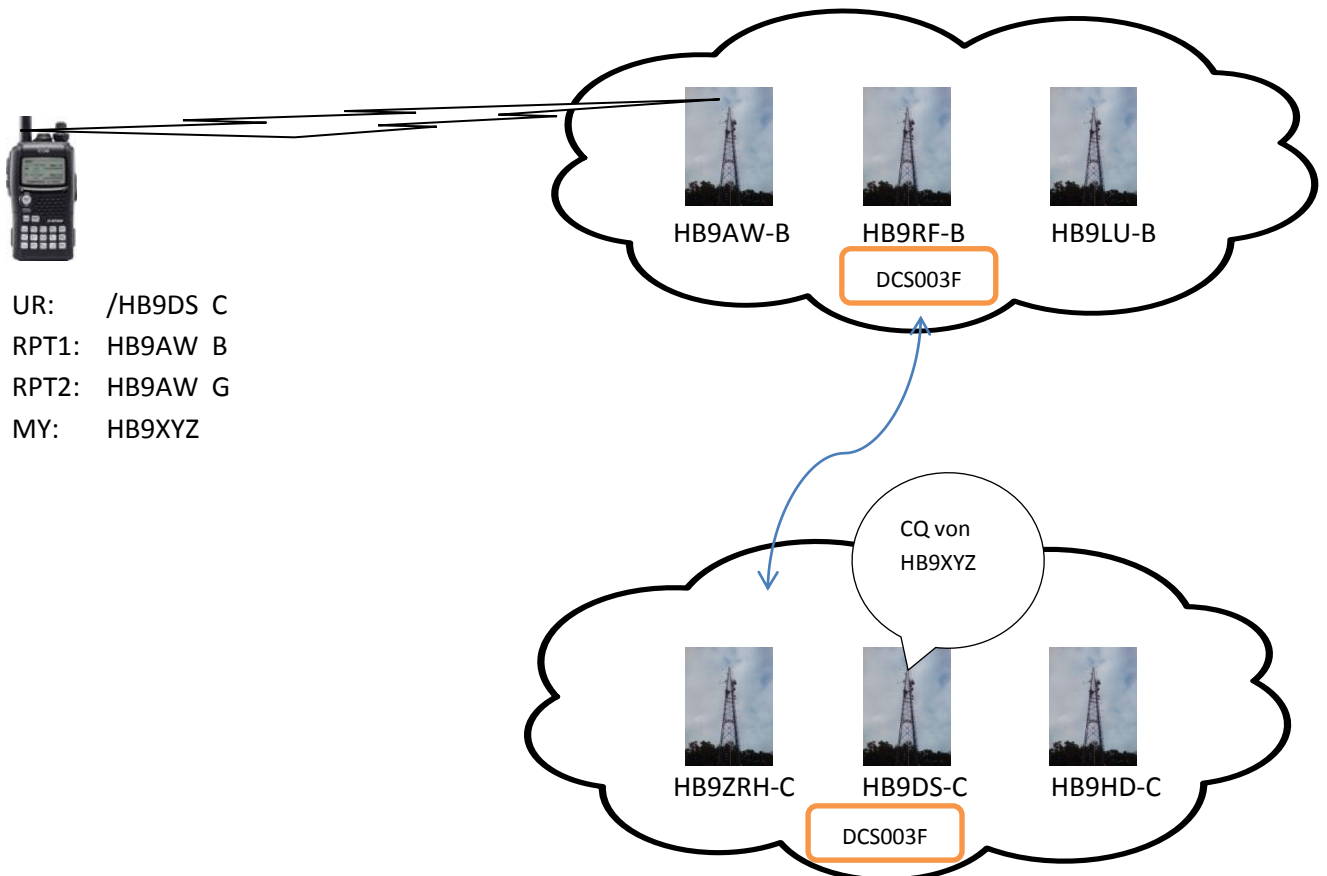 HB9AW-B HB9RF-B HB9LU-B
DCS003F
UR: /HB9DS C
RPT1: HB9AW B
RPT2: HB9AW G
MY: HB9XYZ
CQ von
HB9XYZ
HB9ZRH-C HB9DS-C HB9HD-C
DCS003F